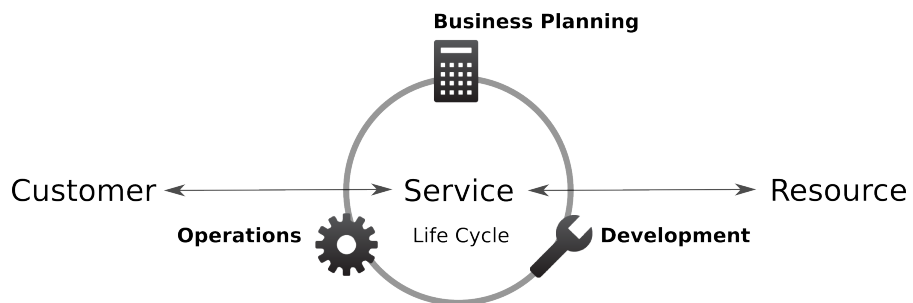 Business Planning
Customer
Service
Resource
Operations
Life Cycle
Development